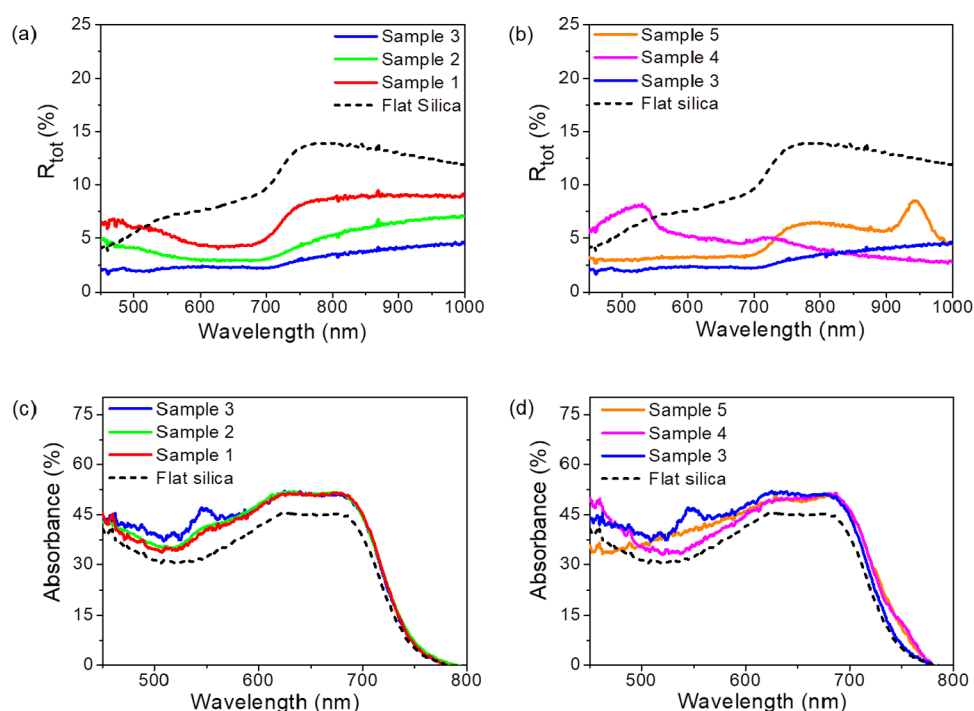 (a)
25
20
15
10
5
0
R_tot (%)
Sample 3
Sample 2
Sample 1
Flat Silica
500 600 700 800 900 1000
Wavelength (nm)
(b)
25
20
15
10
5
0
R_tot (%)
Sample 5
Sample 4
Sample 3
Flat silica
500 600 700 800 900 1000
Wavelength (nm)
(c)
75
60
45
30
15
0
Absorbance (%)
Sample 3
Sample 2
Sample 1
Flat silica
500 600 700 800
Wavelength (nm)
(d)
75
60
45
30
15
0
Absorbance (%)
Sample 5
Sample 4
Sample 3
Flat silica
500 600 700 800
Wavelength (nm)